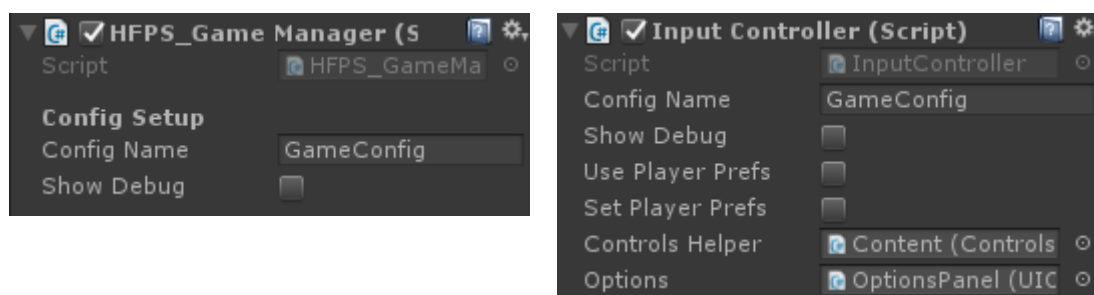 HFPS_Game Manager (S
Script HFPS_GameMa
Config Setup
Config Name GameConfig
Show Debug
Input Controller (Script)
Script InputController
Config Name GameConfig
Show Debug
Use Player Prefs
Set Player Prefs
Controls Helper Content (Controls
Options OptionsPanel (UIC